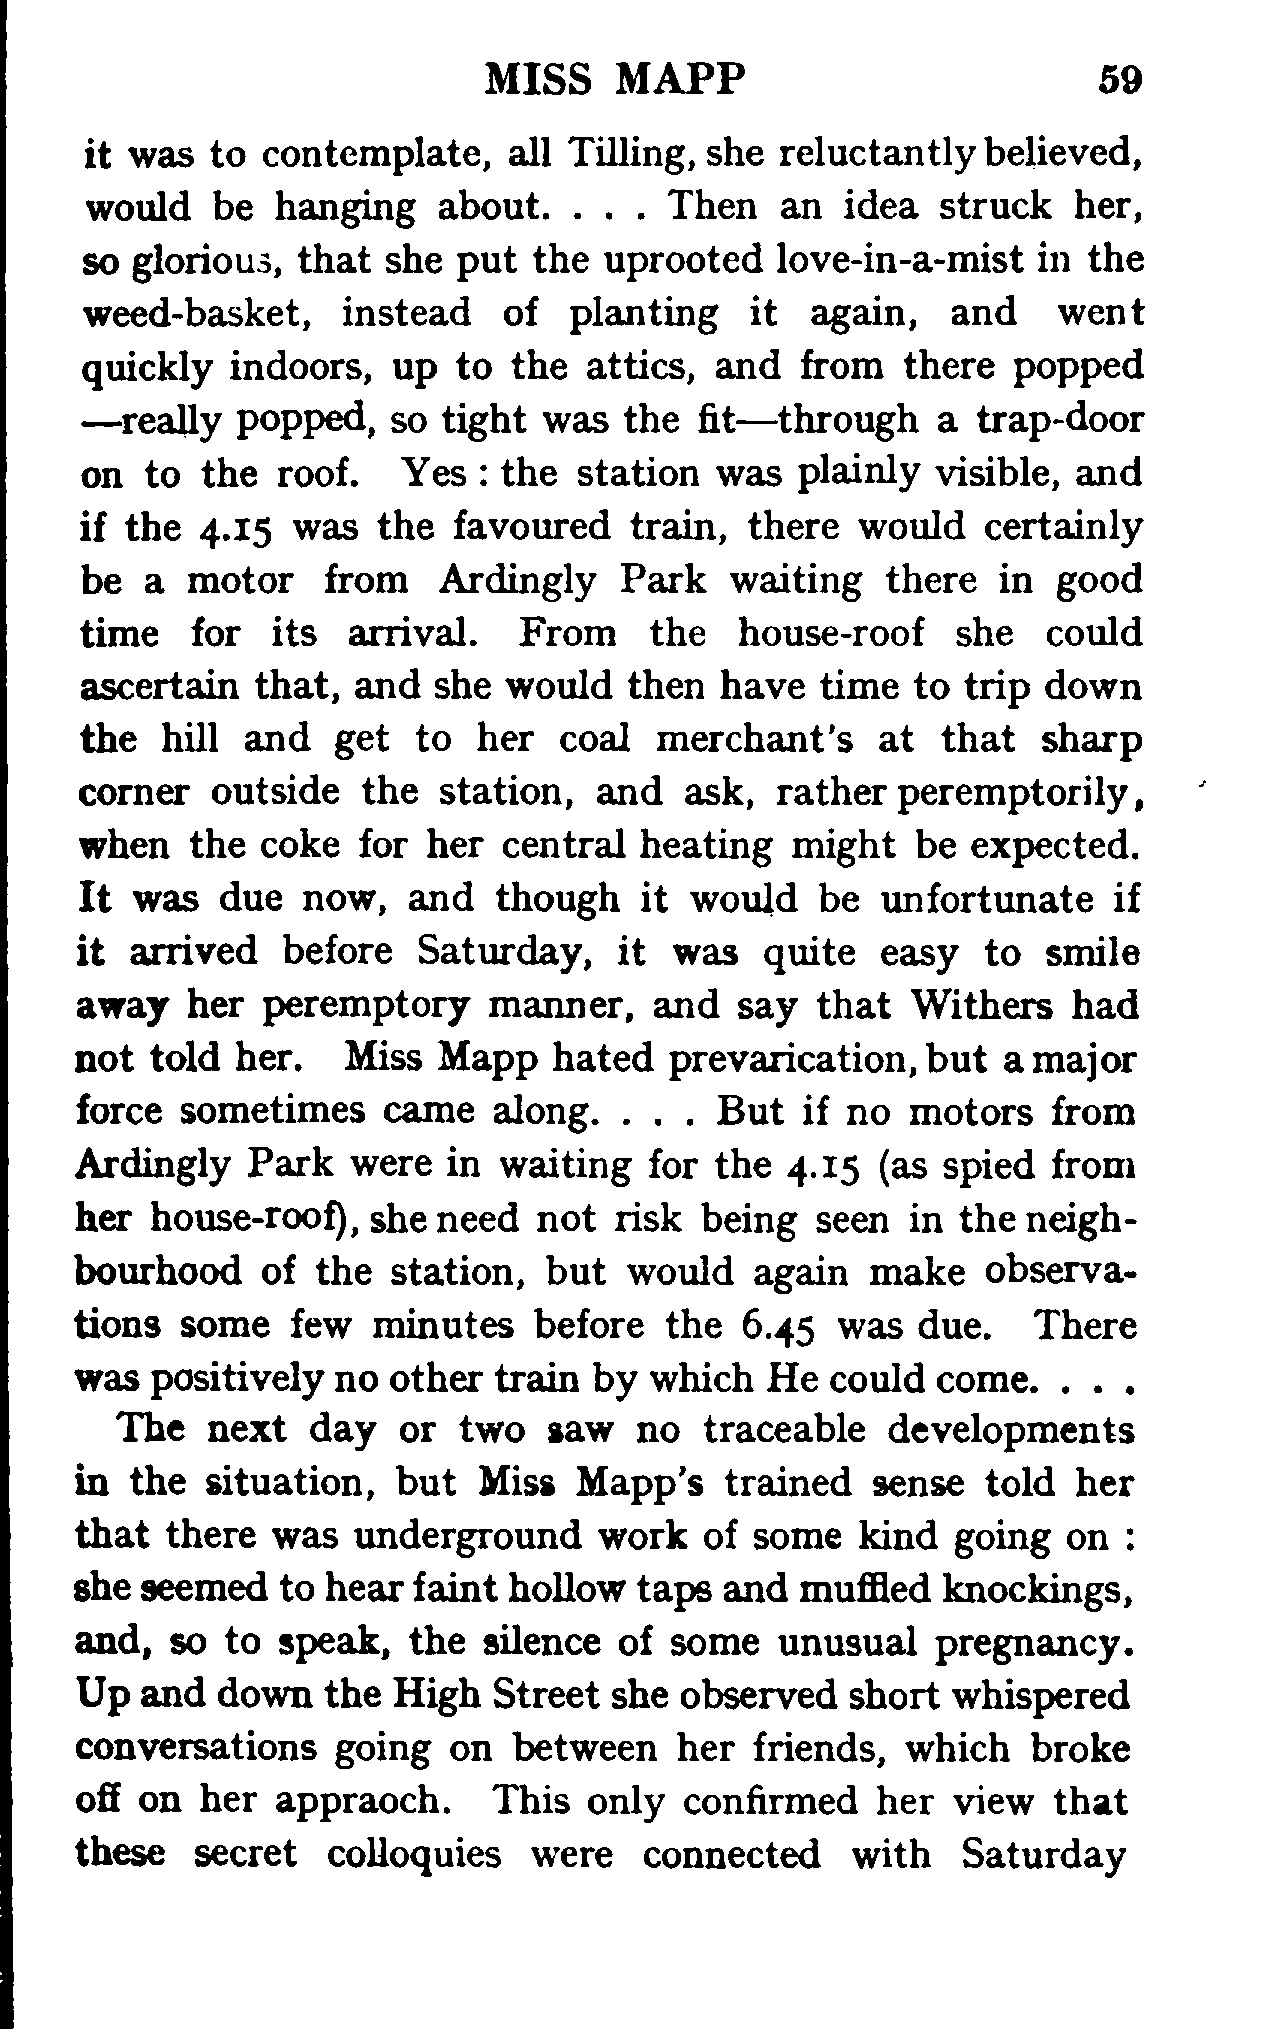 MISS MAPP 59
it was to contemplate, all Tilling, she reluctantly believed,
would be hanging about. . . . Then an idea struck her,
so glorious, that she put the uprooted love-in-a-mist in the
weed-basket, instead of planting it again, and went
quickly indoors, up to the attics, and from there popped
—really popped, so tight was the fit—through a trap-door
on to the roof. Yes : the station was plainly visible, and
if the 4.15 was the favoured train, there would certainly
be a motor from Ardingly Park waiting there in good
time for its arrival. From the house-roof she could
ascertain that, and she would then have time to trip down
the hill and get to her coal merchant's at that sharp
corner outside the station, and ask, rather peremptorily,
when the coke for her central heating might be expected.
It was due now, and though it would be unfortunate if
it arrived before Saturday, it was quite easy to smile
away her peremptory manner, and say that Withers had
not told her. Miss Mapp hated prevarication, but a major
force sometimes came along. . . . But if no motors from
Ardingly Park were in waiting for the 4.15 (as spied from
her house-roof), she need not risk being seen in the neigh-
bourhood of the station, but would again make observa-
tions some few minutes before the 6.45 was due. There
was positively no other train by which He could come. . . .
The next day or two saw no traceable developments
in the situation, but Miss Mapp's trained sense told her
that there was underground work of some kind going on :
she seemed to hear faint hollow taps and muffled knockings,
and, so to speak, the silence of some unusual pregnancy.
Up and down the High Street she observed short whispered
conversations going on between her friends, which broke
off on her appraoch. This only confirmed her view that
these secret colloquies were connected with Saturday